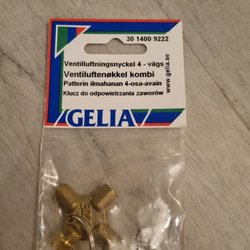 30 1400 9222
Ventilluftningsnyckel 4 - vägs
Ventiluftenøkkel kombi
Patterin ilmahanan 4-osa-avain
Klucz do odpowietrzania zaworów
www.gelia.se
GELIA